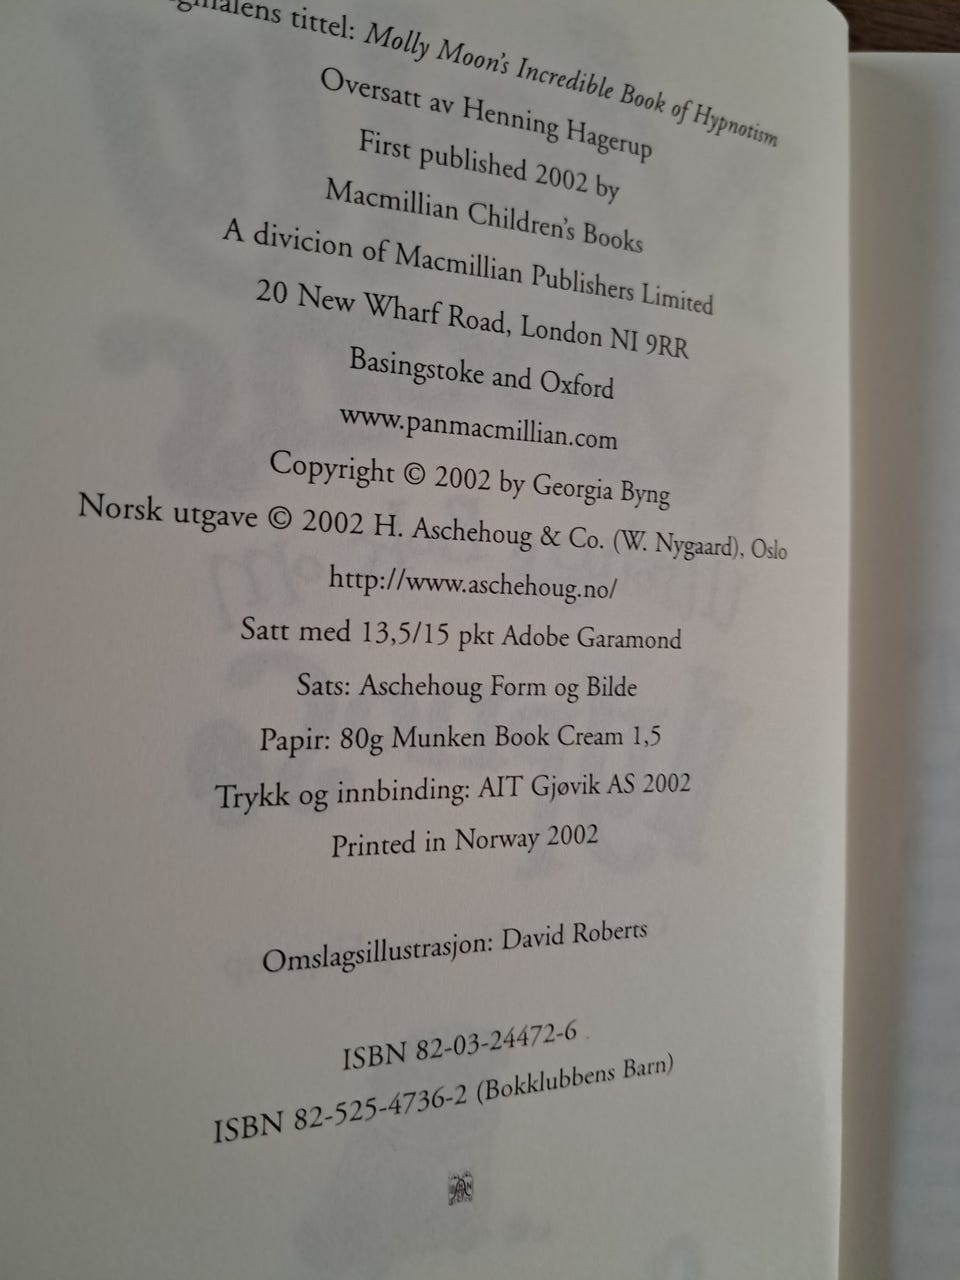 tittel: Molly Moon's Incredible Book of Hypnotism
Oversatt av Henning Hagerup
First published 2002 by
Macmillian Children's Books
A divicion of Macmillian Publishers Limited
20 New Wharf Road, London NI 9RR
Basingstoke and Oxford
www.panmacmillian.com
Copyright © 2002 by Georgia Byng
Norsk utgave © 2002 H. Aschehoug & Co. (W. Nygaard), Oslo
http://www.aschehoug.no/
Satt med 13,5/15 pkt Adobe Garamond
Sats: Aschehoug Form og Bilde
Papir: 80g Munken Book Cream 1,5
Trykk og innbinding: AIT Gjøvik AS 2002
Printed in Norway 2002
Omslagsillustrasjon: David Roberts
ISBN 82-03-24472-6
ISBN 82-525-4736-2 (Bokklubbens Barn)